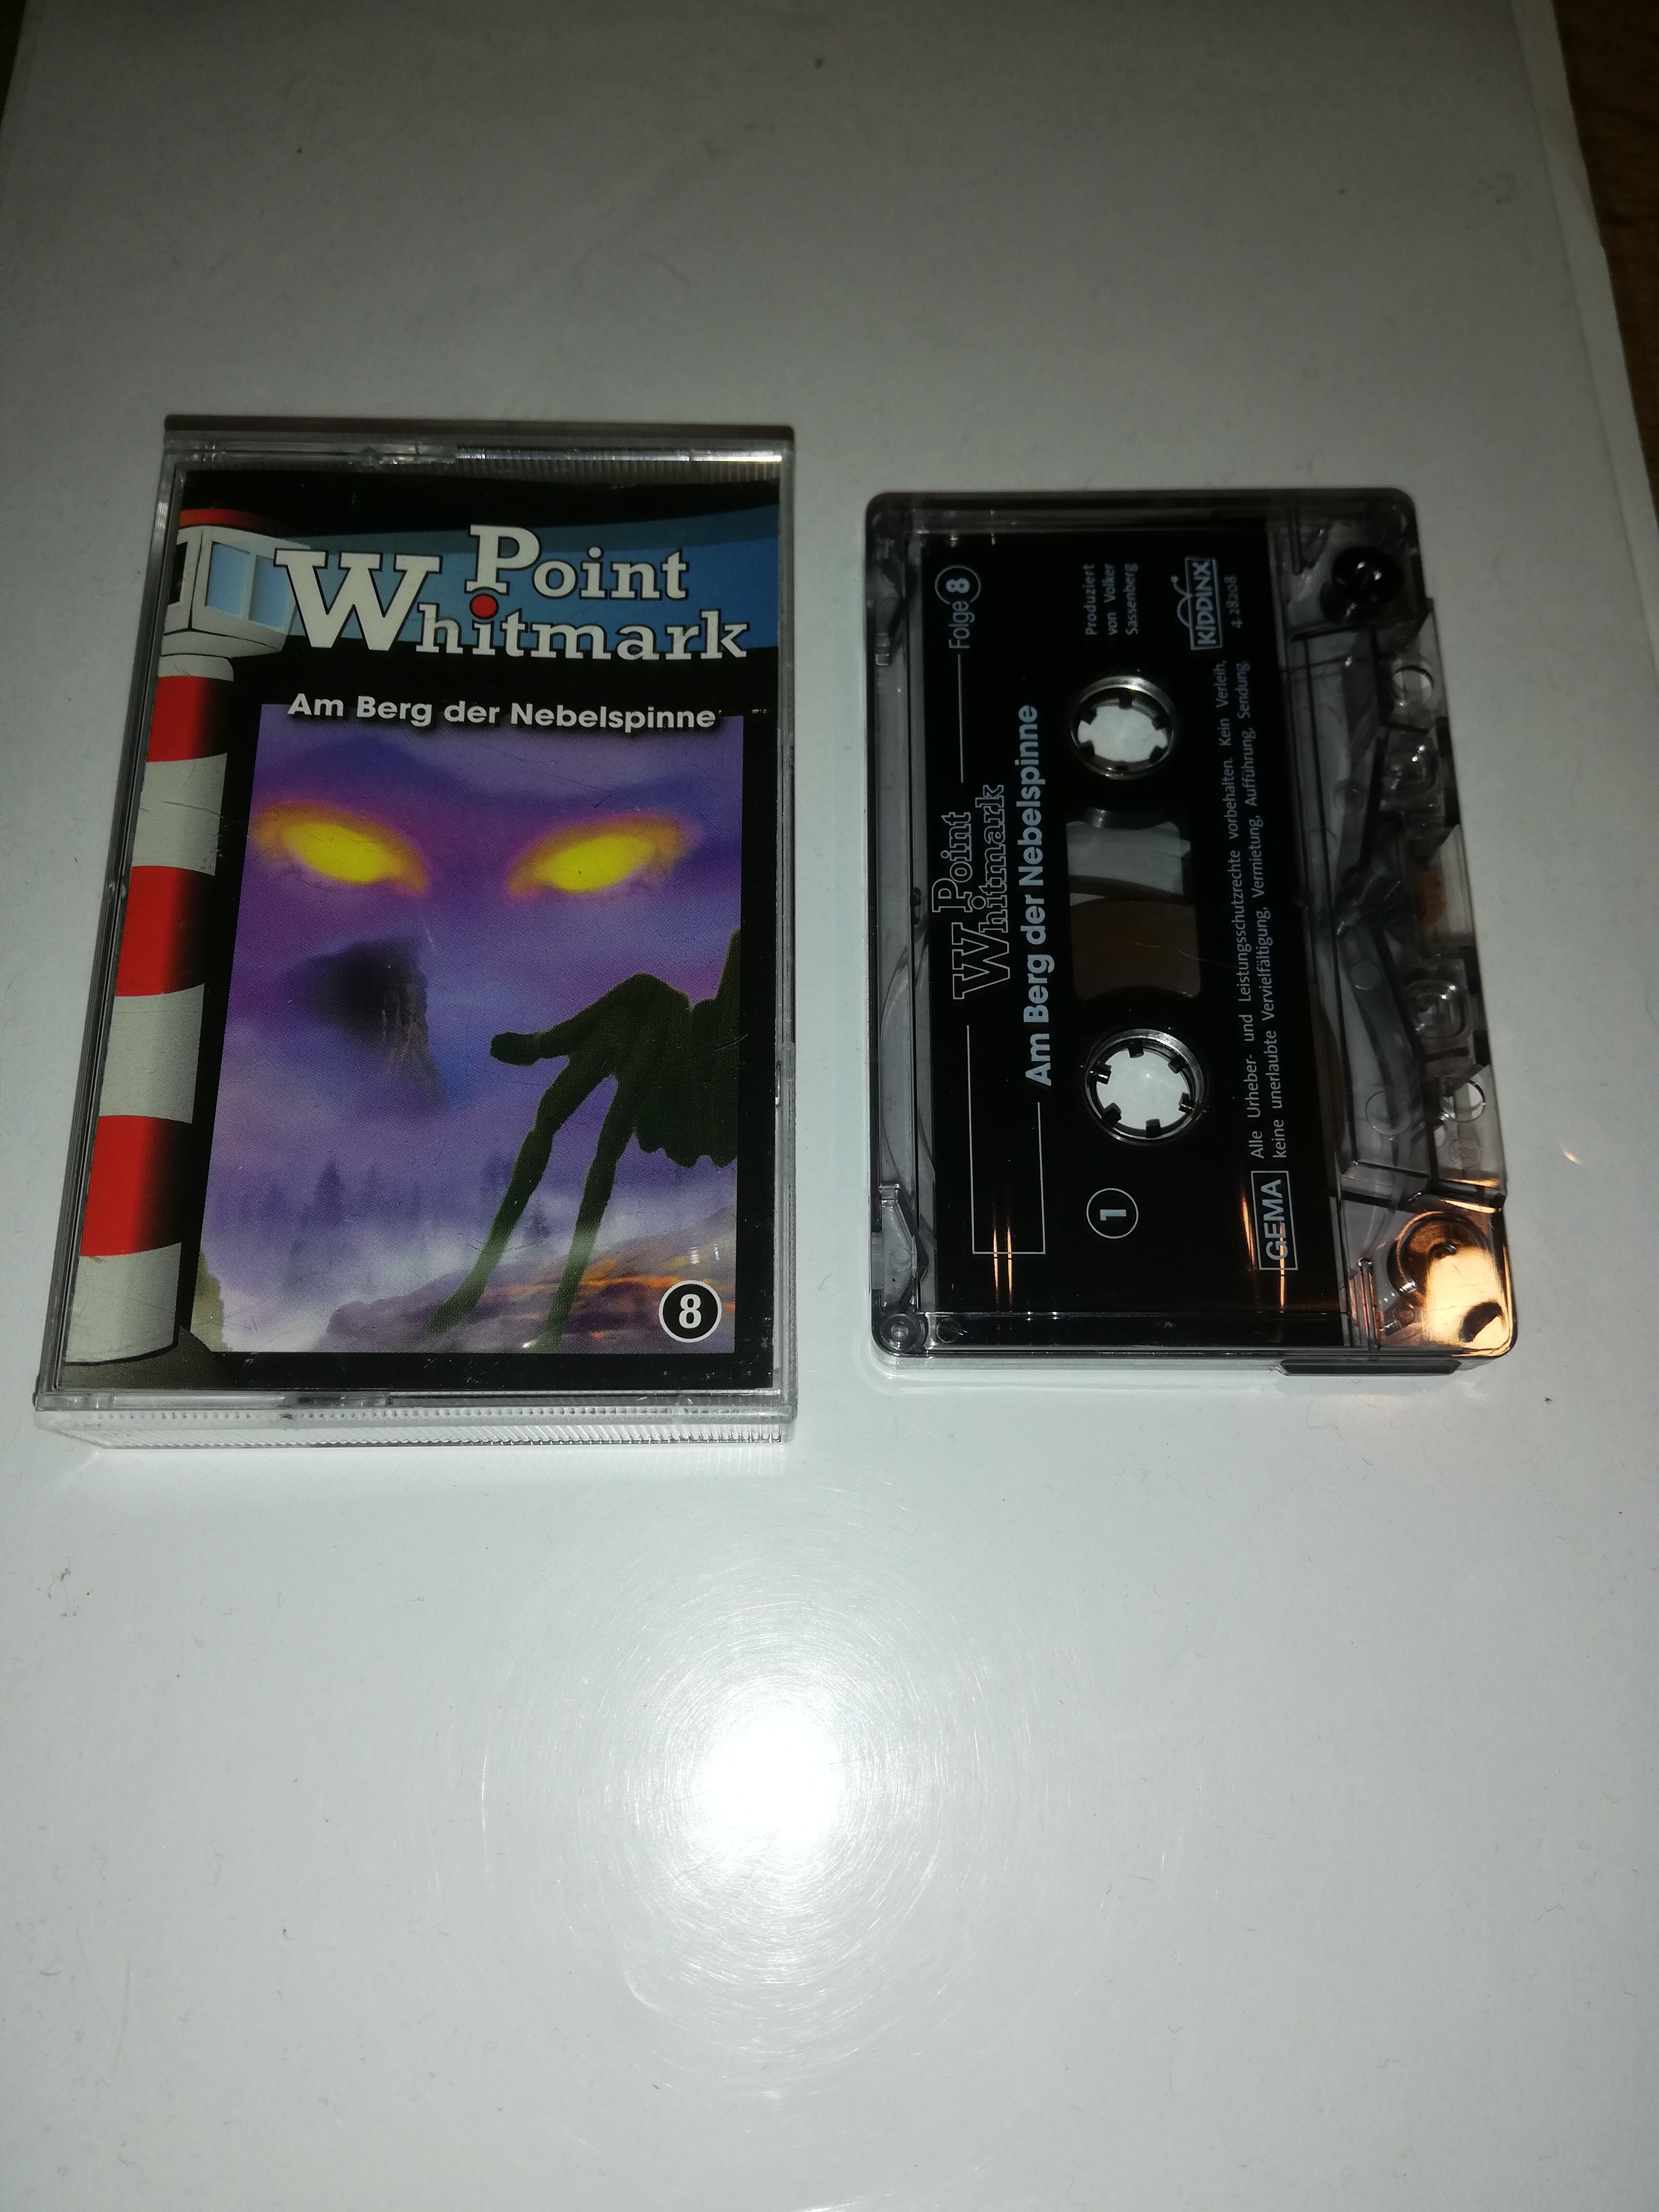 Point
Whitmark
Am Berg der Nebelspinne
8
Point
Whitmark
Folge 8
Am Berg der Nebelspinne
1
Produziert
von Volker
Sassenberg
KIDDINX
4-28208
GEMA
Alle Urheber- und Leistungsschutzrechte vorbehalten. Kein Verleih,
keine unerlaubte Vervielfältigung, Vermietung, Aufführung, Sendung